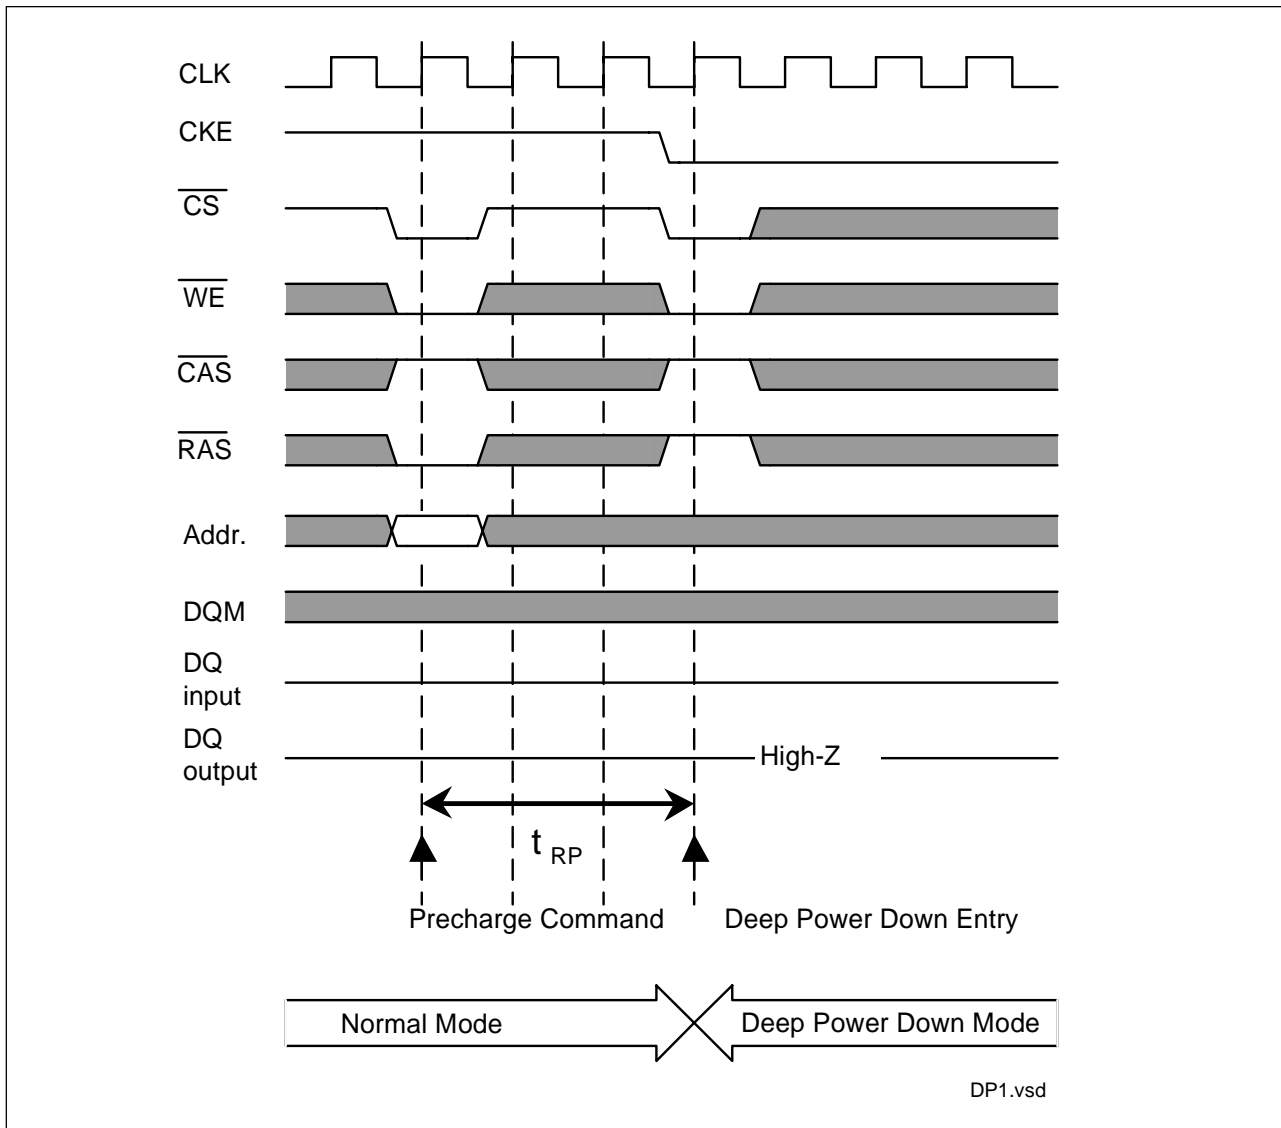 CLK
CKE
CS
WE
CAS
RAS
Addr.
DQM
DQ
input
DQ
output
High-Z
t RP
Precharge Command
Deep Power Down Entry
Normal Mode
Deep Power Down Mode
DP1.vsd